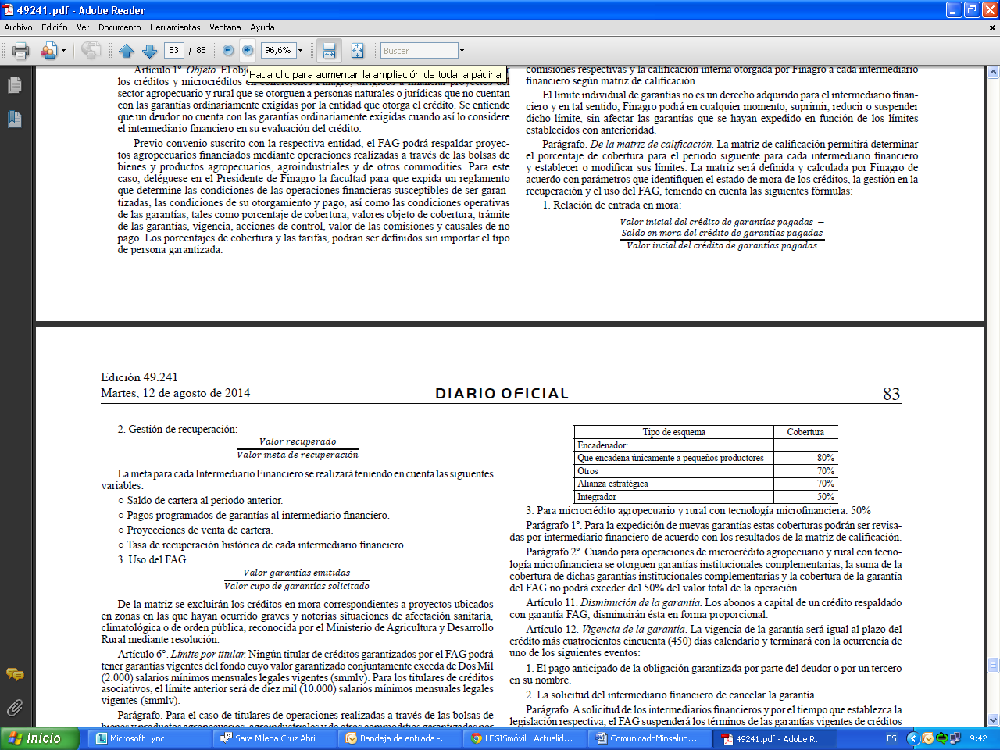 49241.pdf - Adobe Reader
Archivo Edición Ver Documento Herramientas Ventana Ayuda
83 / 88 96,6% Buscar
Haga clic para aumentar la ampliación de toda la página
Artículo 1º. Objeto. El obje
los créditos y microcréditos en condiciones Finagro, dirigidos a financiar proyectos del
sector agropecuario y rural que se otorguen a personas naturales o jurídicas que no cuentan
con las garantías ordinariamente exigidas por la entidad que otorga el crédito. Se entiende
que un deudor no cuenta con las garantías ordinariamente exigidas cuando así lo considere
el intermediario financiero en su evaluación del crédito.
Previo convenio suscrito con la respectiva entidad, el FAG podrá respaldar proyec-
tos agropecuarios financiados mediante operaciones realizadas a través de las bolsas de
bienes y productos agropecuarios, agroindustriales y de otros commodities. Para este
caso, deléguese en el Presidente de Finagro la facultad para que expida un reglamento
que determine las condiciones de las operaciones financieras susceptibles de ser garan-
tizadas, las condiciones de su otorgamiento y pago, así como las condiciones operativas
de las garantías, tales como porcentaje de cobertura, valores objeto de cobertura, trámite
de las garantías, vigencia, acciones de control, valor de las comisiones y causales de no
pago. Los porcentajes de cobertura y las tarifas, podrán ser definidos sin importar el tipo
de persona garantizada.
comisiones respectivas y la calificación interna otorgada por Finagro a cada intermediario
financiero según matriz de calificación.
El límite individual de garantías no es un derecho adquirido para el intermediario finan-
ciero y en tal sentido, Finagro podrá en cualquier momento, suprimir, reducir o suspender
dicho límite, sin afectar las garantías que se hayan expedido en función de los límites
establecidos con anterioridad.
Parágrafo. De la matriz de calificación. La matriz de calificación permitirá determinar
el porcentaje de cobertura para el periodo siguiente para cada intermediario financiero
y establecer o modificar sus límites. La matriz será definida y calculada por Finagro de
acuerdo con parámetros que identifiquen el estado de mora de los créditos, la gestión en la
recuperación y el uso del FAG, teniendo en cuenta las siguientes fórmulas:
1. Relación de entrada en mora:
Valor inicial del crédito de garantías pagadas −
Saldo en mora del crédito de garantías pagadas
Valor incial del crédito de garantías pagadas
Edición 49.241
Martes, 12 de agosto de 2014
DIARIO OFICIAL
83
2. Gestión de recuperación:
Valor recuperado
Valor meta de recuperación
La meta para cada Intermediario Financiero se realizará teniendo en cuenta las siguientes
variables:
○ Saldo de cartera al periodo anterior.
○ Pagos programados de garantías al intermediario financiero.
○ Proyecciones de venta de cartera.
○ Tasa de recuperación histórica de cada intermediario financiero.
3. Uso del FAG
Valor garantías emitidas
Valor cupo de garantías solicitado
De la matriz se excluirán los créditos en mora correspondientes a proyectos ubicados
en zonas en las que hayan ocurrido graves y notorias situaciones de afectación sanitaria,
climatológica o de orden pública, reconocida por el Ministerio de Agricultura y Desarrollo
Rural mediante resolución.
Artículo 6º. Límite por titular. Ningún titular de créditos garantizados por el FAG podrá
tener garantías vigentes del fondo cuyo valor garantizado conjuntamente exceda de Dos Mil
(2.000) salarios mínimos mensuales legales vigentes (smmlv). Para los titulares de créditos
asociativos, el límite anterior será de diez mil (10.000) salarios mínimos mensuales legales
vigentes (smmlv).
Parágrafo. Para el caso de titulares de operaciones realizadas a través de las bolsas de
bienes y productos agropecuarios, agroindustriales y de otros commodities garantizadas por
Tipo de esquema Cobertura
Encadenador:
Que encadena únicamente a pequeños productores 80%
Otros 70%
Alianza estratégica 70%
Integrador 50%
3. Para microcrédito agropecuario y rural con tecnología microfinanciera: 50%
Parágrafo 1º. Para la expedición de nuevas garantías estas coberturas podrán ser revisa-
das por intermediario financiero de acuerdo con los resultados de la matriz de calificación.
Parágrafo 2º. Cuando para operaciones de microcrédito agropecuario y rural con tecno-
logía microfinanciera se otorguen garantías institucionales complementarias, la suma de la
cobertura de dichas garantías institucionales complementarias y la cobertura de la garantía
del FAG no podrá exceder del 50% del valor total de la operación.
Artículo 11. Disminución de la garantía. Los abonos a capital de un crédito respaldado
con garantía FAG, disminuirán ésta en forma proporcional.
Artículo 12. Vigencia de la garantía. La vigencia de la garantía será igual al plazo del
crédito más cuatrocientos cincuenta (450) días calendario y terminará con la ocurrencia de
uno de los siguientes eventos:
1. El pago anticipado de la obligación garantizada por parte del deudor o por un tercero
en su nombre.
2. La solicitud del intermediario financiero de cancelar la garantía.
Parágrafo. A solicitud de los intermediarios financieros y por el tiempo que establezca la
legislación respectiva, el FAG suspenderá los términos de las garantías vigentes de créditos
Inicio Microsoft Lync Sara Milena Cruz Abril Bandeja de entrada -... LEGISmóvil | Actualid... ComunicadoMinsalud... 49241.pdf - Adobe R... ES 9:42